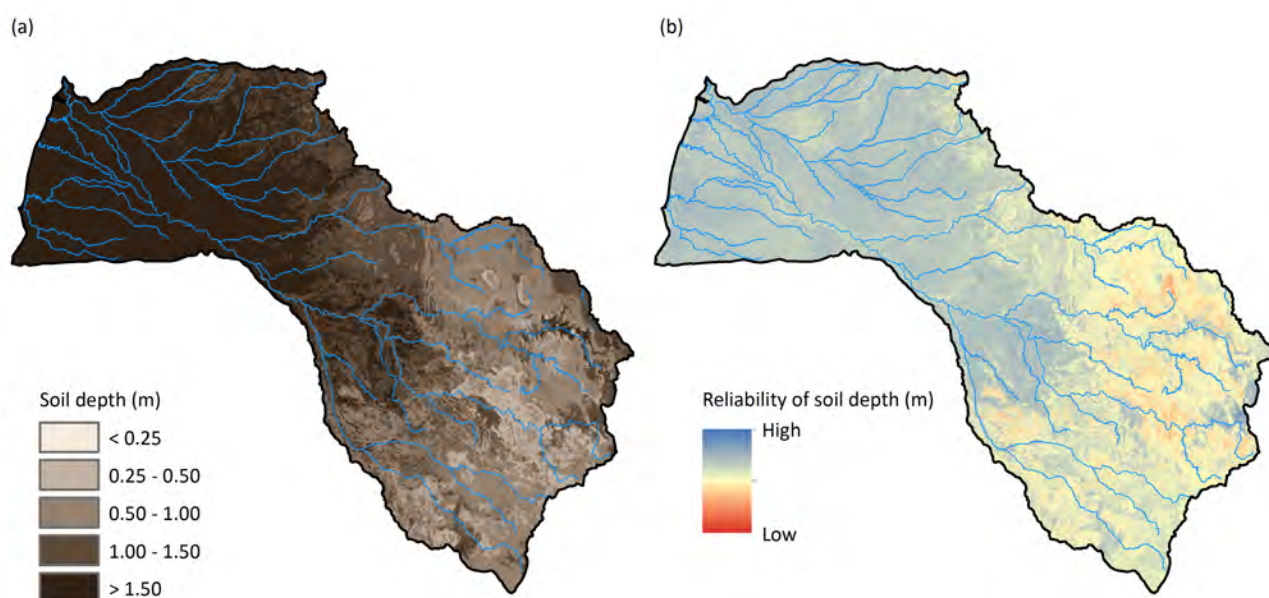 (a)
Soil depth (m)
< 0.25
0.25 - 0.50
0.50 - 1.00
1.00 - 1.50
> 1.50
(b)
Reliability of soil depth (m)
High
Low